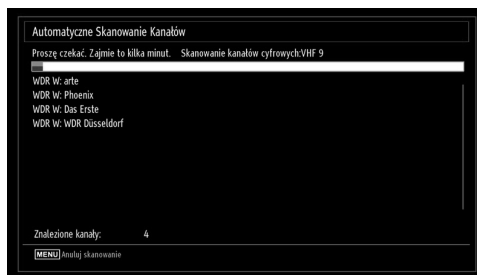 Automatyczne Skanowanie Kanałów
Proszę czekać. Zajmie to kilka minut. Skanowanie kanałów cyfrowych:VHF 9
WDR W: arte
WDR W: Phoenix
WDR W: Das Erste
WDR W: WDR Düsseldorf
Znalezione kanały: 4
MENU Anuluj skanowanie